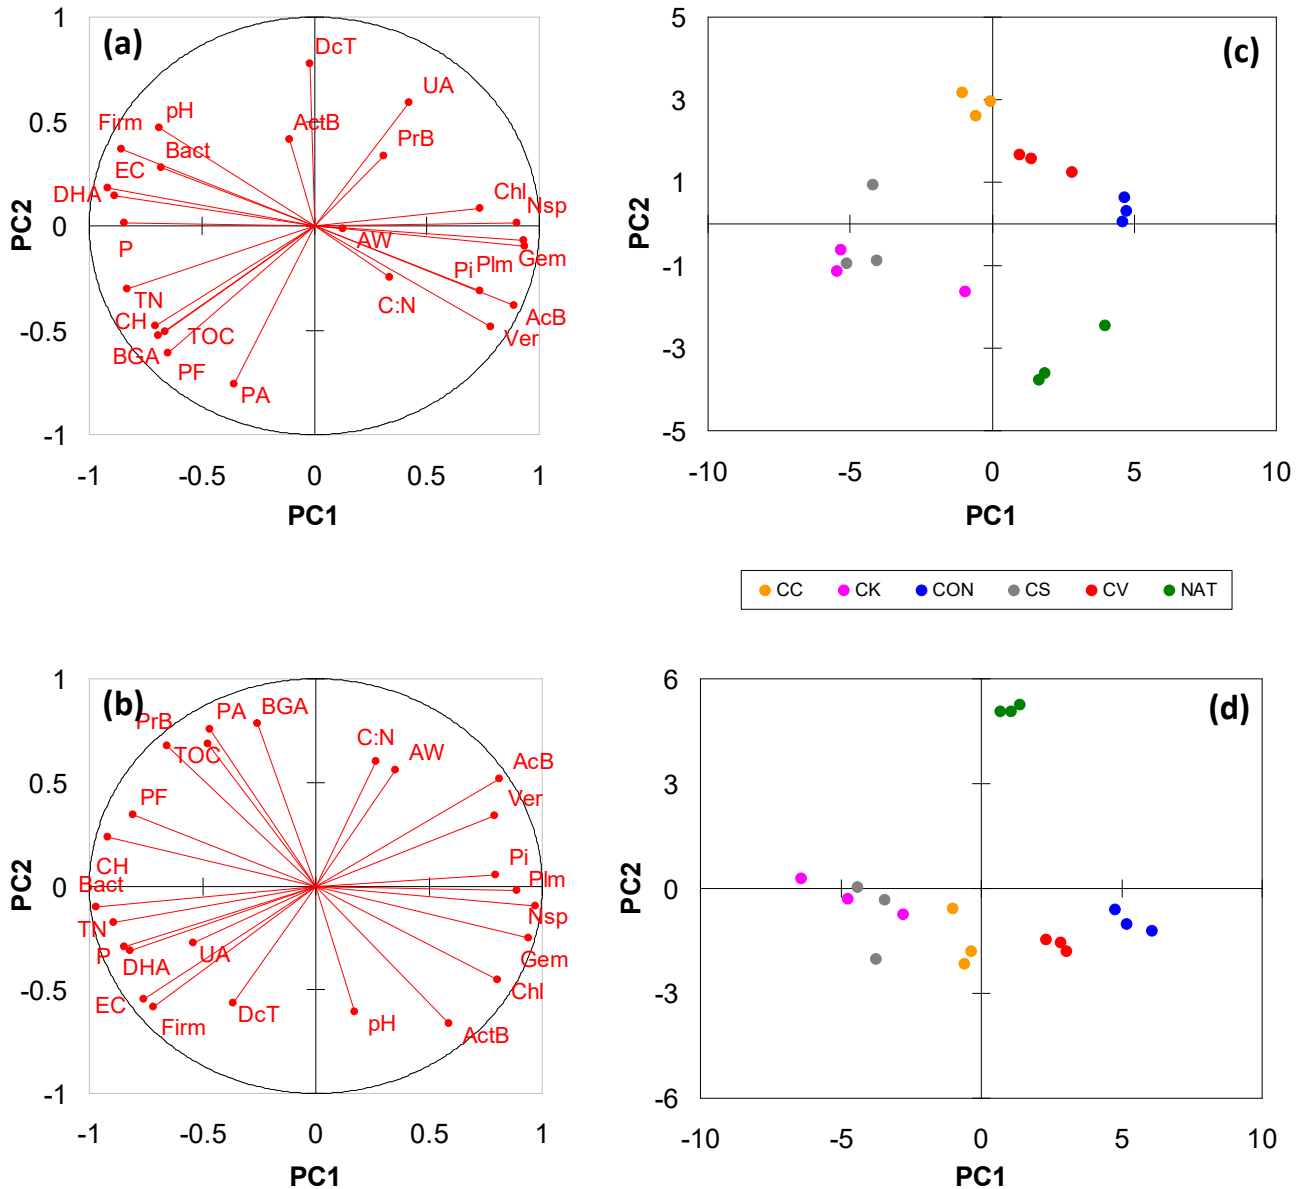 (a)
1
0.5
0
-0.5
-1
PC2
DcT
UA
pH
Firm
ActB
PrB
Bact
EC
DHA
Chl
Nsp
P
AW
Gem
Pi
Plm
C:N
TN
CH
TOC
AcB
Ver
BGA
PF
PA
-1
-0.5
0
0.5
1
PC1
(c)
5
3
1
-1
-3
-5
PC2
-10
-5
0
5
10
PC1
CC CK CON CS CV NAT
(b)
1
0.5
0
-0.5
-1
PC2
PrB
PA
BGA
TOC
C:N
AW
AcB
PF
Ver
CH
Pi
Bact
Plm
TN
Nsp
P
DHA
UA
Gem
EC
Firm
DcT
pH
Chl
ActB
-1
-0.5
0
0.5
1
PC1
(d)
6
3
0
-3
-6
PC2
-10
-5
0
5
10
PC1